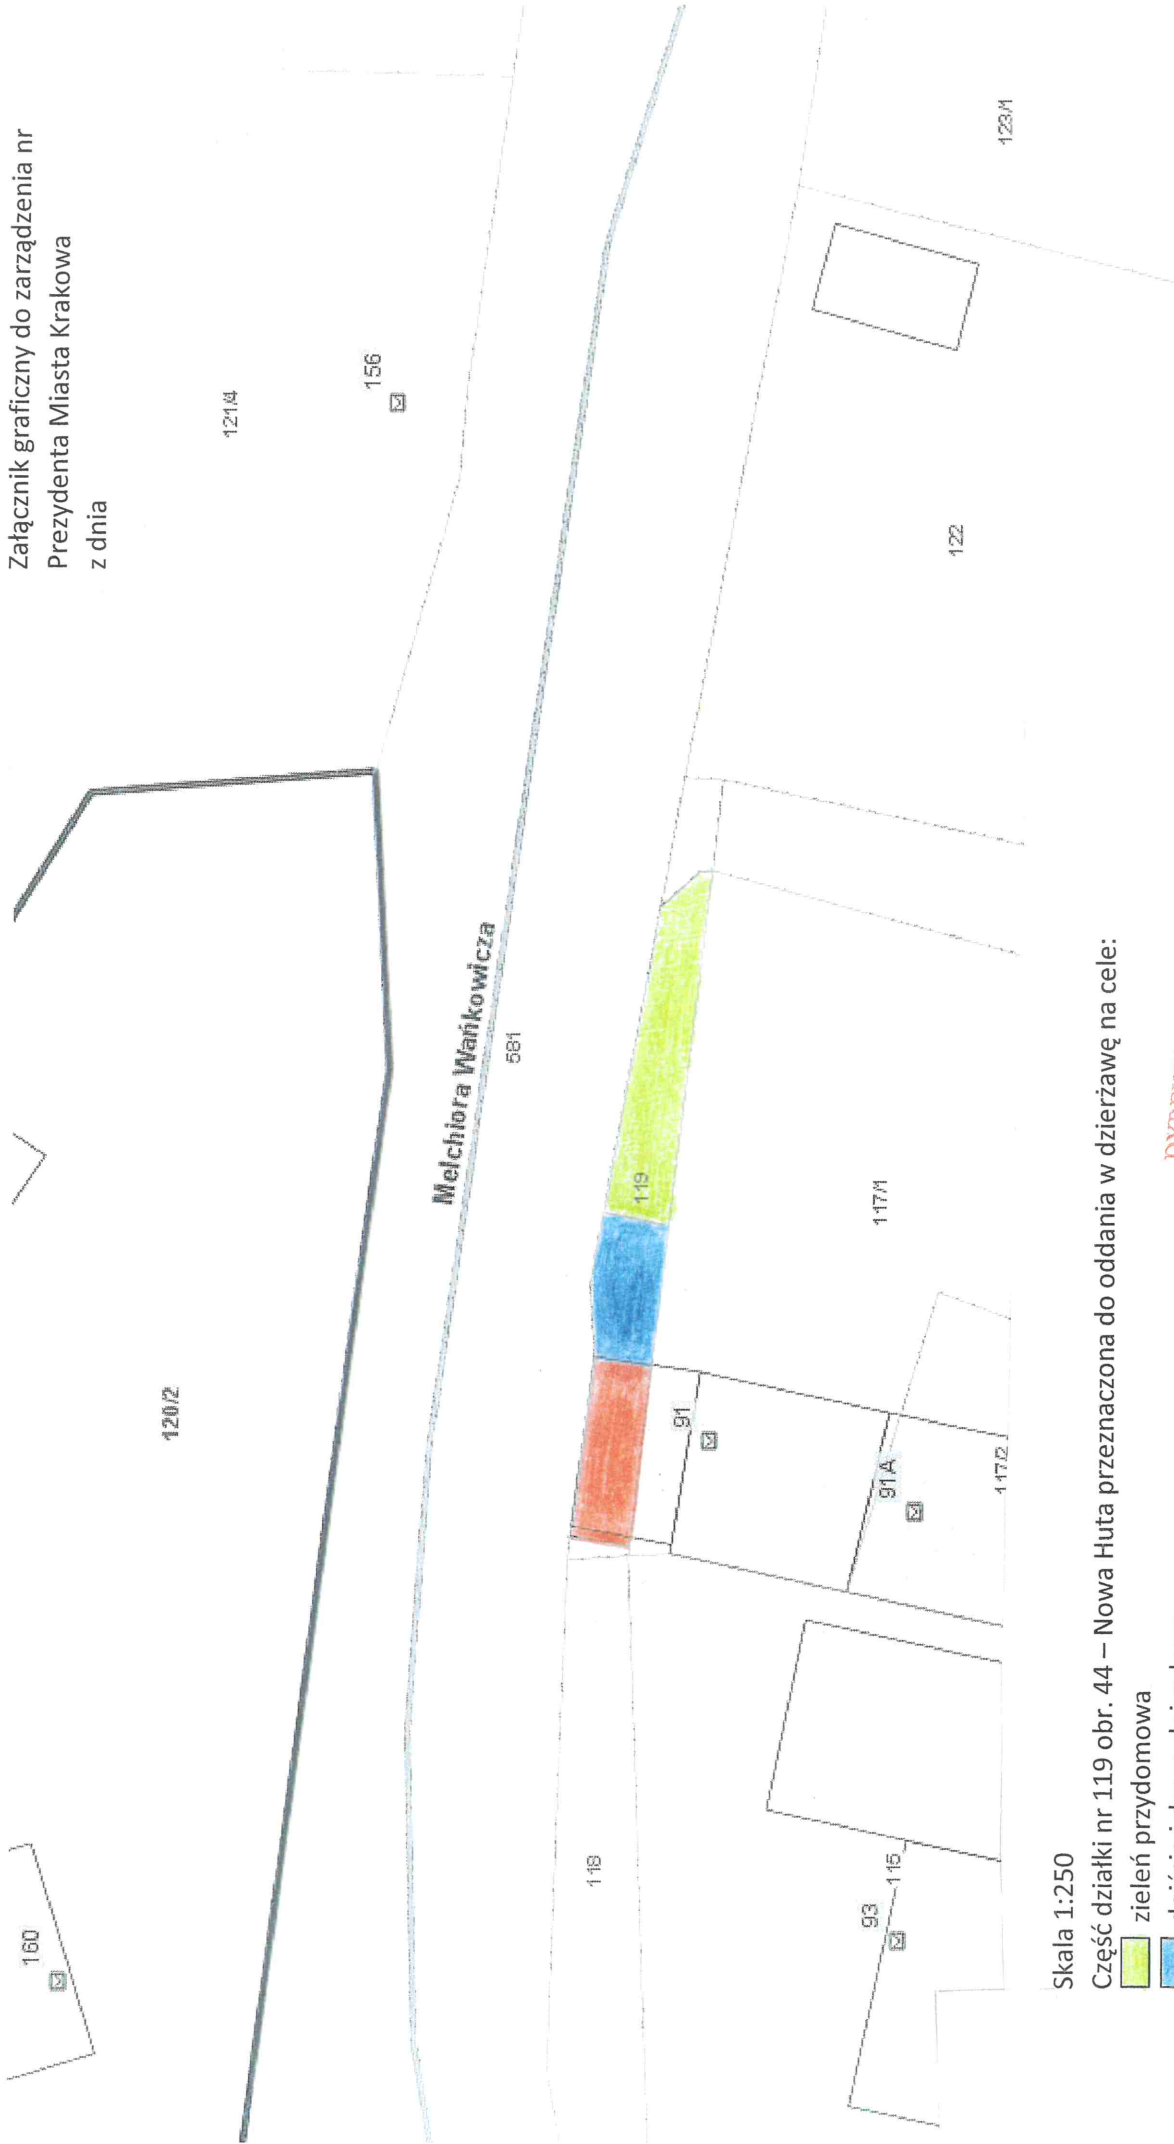 Załącznik graficzny do zarządzenia nr
Prezydenta Miasta Krakowa
z dnia
160
120/2
121/4
156
Melchiora Wańkowicza
581
118
119
91
123/1
122
93
115
91A
117/1
117/2
Skala 1:250
Część działki nr 119 obr. 44 – Nowa Huta przeznaczona do oddania w dzierżawę na cele:
zieleń przydomowa